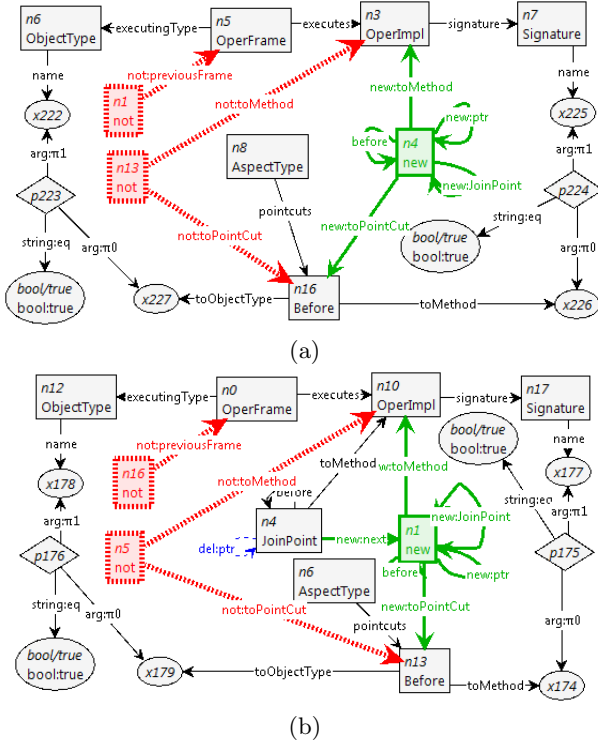 n6
ObjectType
executingType
n5
OperFrame
executes
n3
OperImpl
signature
n7
Signature
name
not:previousFrame
n1
not
not:toMethod
new:toMethod
name
x222
x225
new:ptr
before
n4
new
arg:π1
n13
not
n8
AspectType
arg:π1
new:JoinPoint
p223
p224
pointcuts
not:toPointCut
new:toPointCut
string:eq
string:eq
arg:π0
arg:π0
bool/true
bool:true
bool/true
bool:true
x227
toObjectType
n16
Before
toMethod
x226
(a)
n12
ObjectType
executingType
n0
OperFrame
executes
n10
OperImpl
signature
n17
Signature
name
not:previousFrame
bool/true
bool:true
name
n16
not
not:toMethod
toMethod
w:toMethod
x178
x177
before
string:eq
new:JoinPoint
arg:π1
n5
not
n4
JoinPoint
del:ptr
new:next
n1
new
arg:π1
p176
p175
n6
AspectType
before
new:ptr
string:eq
not:toPointCut
pointcuts
new:toPointCut
arg:π0
arg:π0
bool/true
bool:true
x179
toObjectType
n13
Before
toMethod
x174
(b)